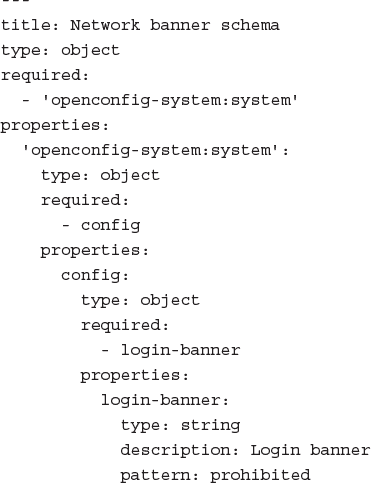 ---
title: Network banner schema
type: object
required:
  - 'openconfig-system:system'
properties:
  'openconfig-system:system':
    type: object
    required:
      - config
    properties:
      config:
        type: object
        required:
          - login-banner
        properties:
          login-banner:
            type: string
            description: Login banner
            pattern: prohibited